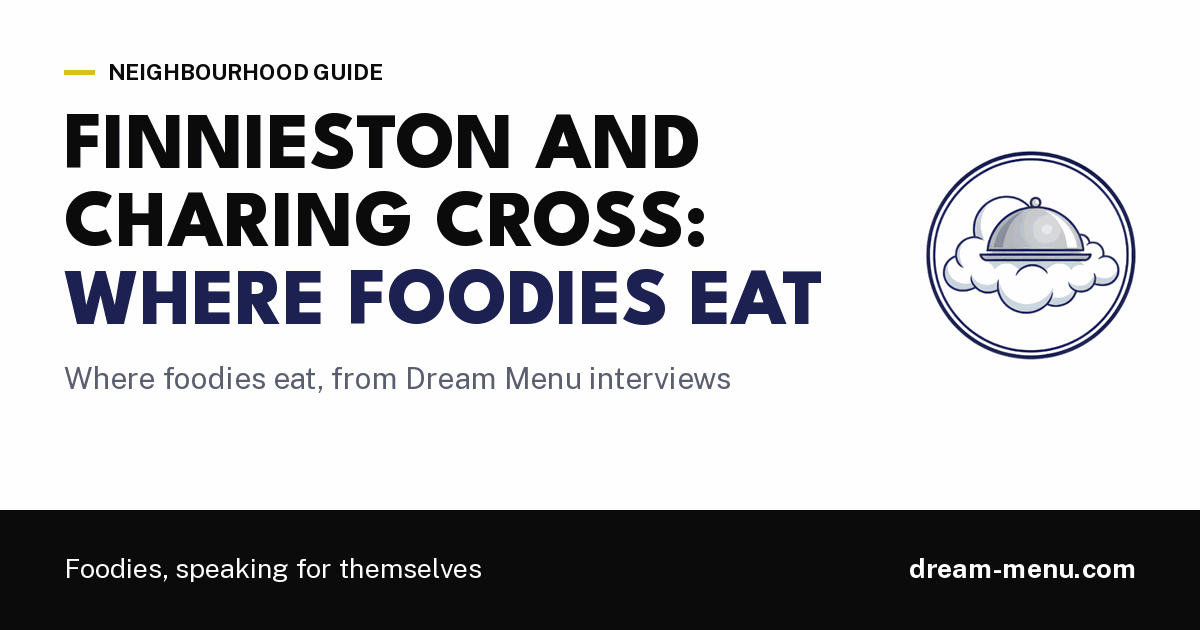 NEIGHBOURHOOD GUIDE
FINNIESTON AND
CHARING CROSS:
WHERE FOODIES EAT
Where foodies eat, from Dream Menu interviews
Foodies, speaking for themselves
dream-menu.com